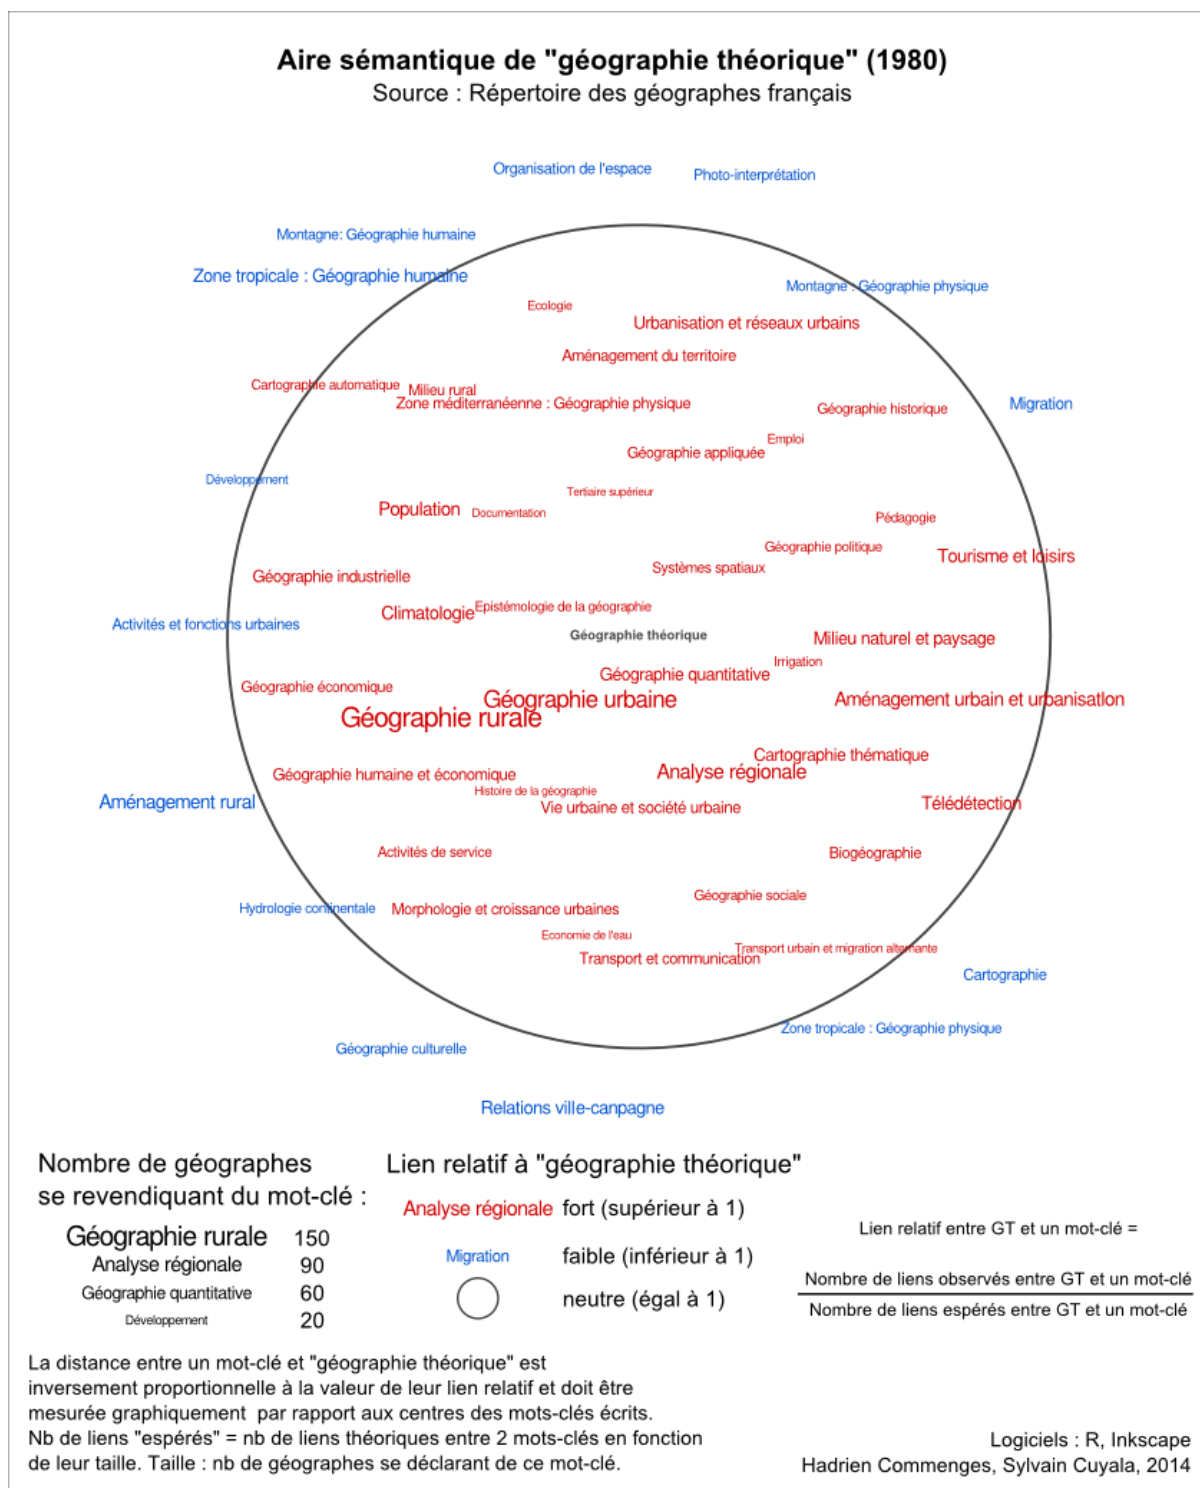 Aire sémantique de "géographie théorique" (1980)
Source : Répertoire des géographes français
Organisation de l'espace
Photo-interprétation
Montagne: Géographie humaine
Zone tropicale : Géographie humaine
Montagne : Géographie physique
Ecologie
Urbanisation et réseaux urbains
Aménagement du territoire
Cartographie automatique
Milieu rural
Zone méditerranéenne : Géographie physique
Géographie historique
Migration
Emploi
Géographie appliquée
Développement
Tertiaire supérieur
Population
Documentation
Pédagogie
Géographie politique
Tourisme et loisirs
Systèmes spatiaux
Géographie industrielle
Climatologie
Epistémologie de la géographie
Activités et fonctions urbaines
Géographie théorique
Milieu naturel et paysage
Irrigation
Géographie quantitative
Géographie économique
Géographie urbaine
Aménagement urbain et urbanisatIon
Géographie rurale
Cartographie thématique
Analyse régionale
Géographie humaine et économique
Histoire de la géographie
Vie urbaine et société urbaine
Aménagement rural
Télédétection
Activités de service
Biogéographie
Géographie sociale
Hydrologie continentale
Morphologie et croissance urbaines
Economie de l'eau
Transport urbain et migration alternante
Transport et communication
Cartographie
Zone tropicale : Géographie physique
Géographie culturelle
Relations ville-canpagne
Nombre de géographes
se revendiquant du mot-clé :
Géographie rurale 150
Analyse régionale 90
Géographie quantitative 60
Développement 20
Lien relatif à "géographie théorique"
Analyse régionale fort (supérieur à 1)
Migration faible (inférieur à 1)
neutre (égal à 1)
Lien relatif entre GT et un mot-clé =
Nombre de liens observés entre GT et un mot-clé
Nombre de liens espérés entre GT et un mot-clé
La distance entre un mot-clé et "géographie théorique" est
inversement proportionnelle à la valeur de leur lien relatif et doit être
mesurée graphiquement par rapport aux centres des mots-clés écrits.
Nb de liens "espérés" = nb de liens théoriques entre 2 mots-clés en fonction
de leur taille. Taille : nb de géographes se déclarant de ce mot-clé.
Logiciels : R, Inkscape
Hadrien Commenges, Sylvain Cuyala, 2014